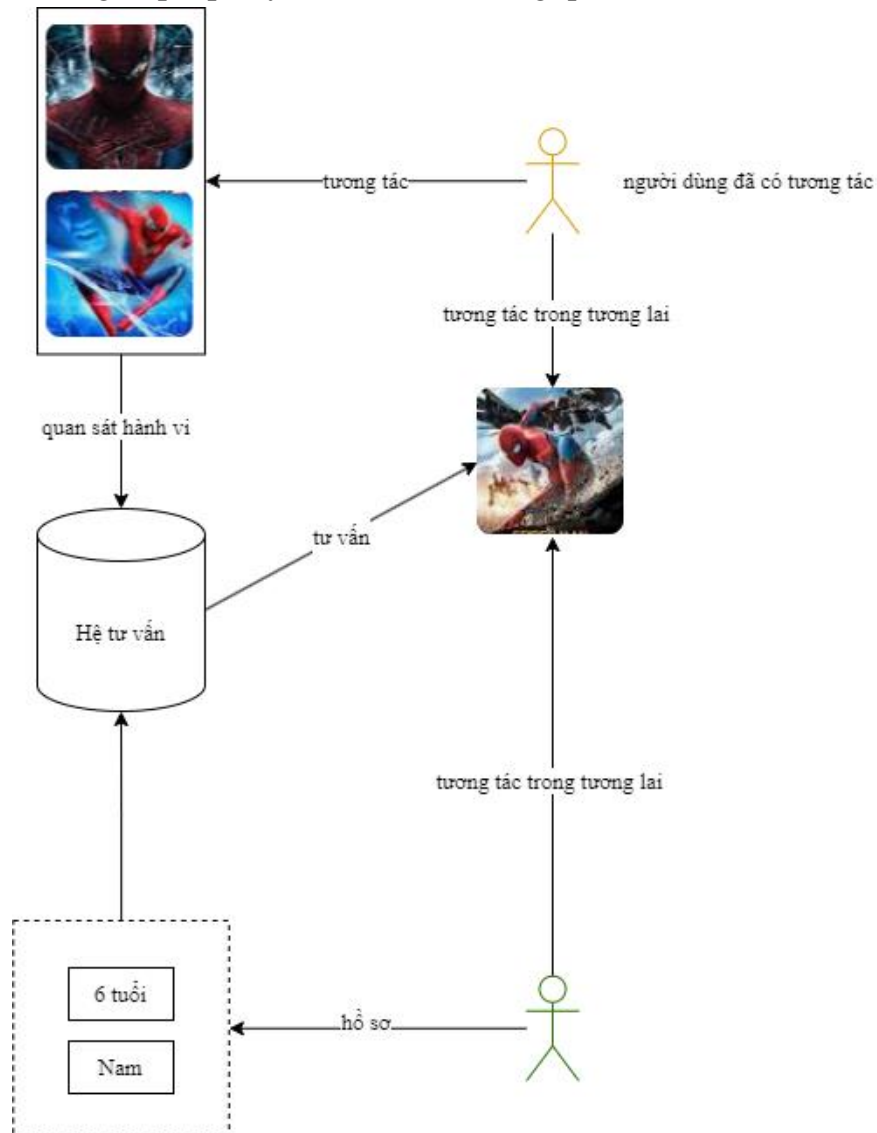 tương tác
người dùng đã có tương tác
tương tác trong tương lai
quan sát hành vi
tư vấn
Hệ tư vấn
tương tác trong tương lai
6 tuổi
hồ sơ
Nam